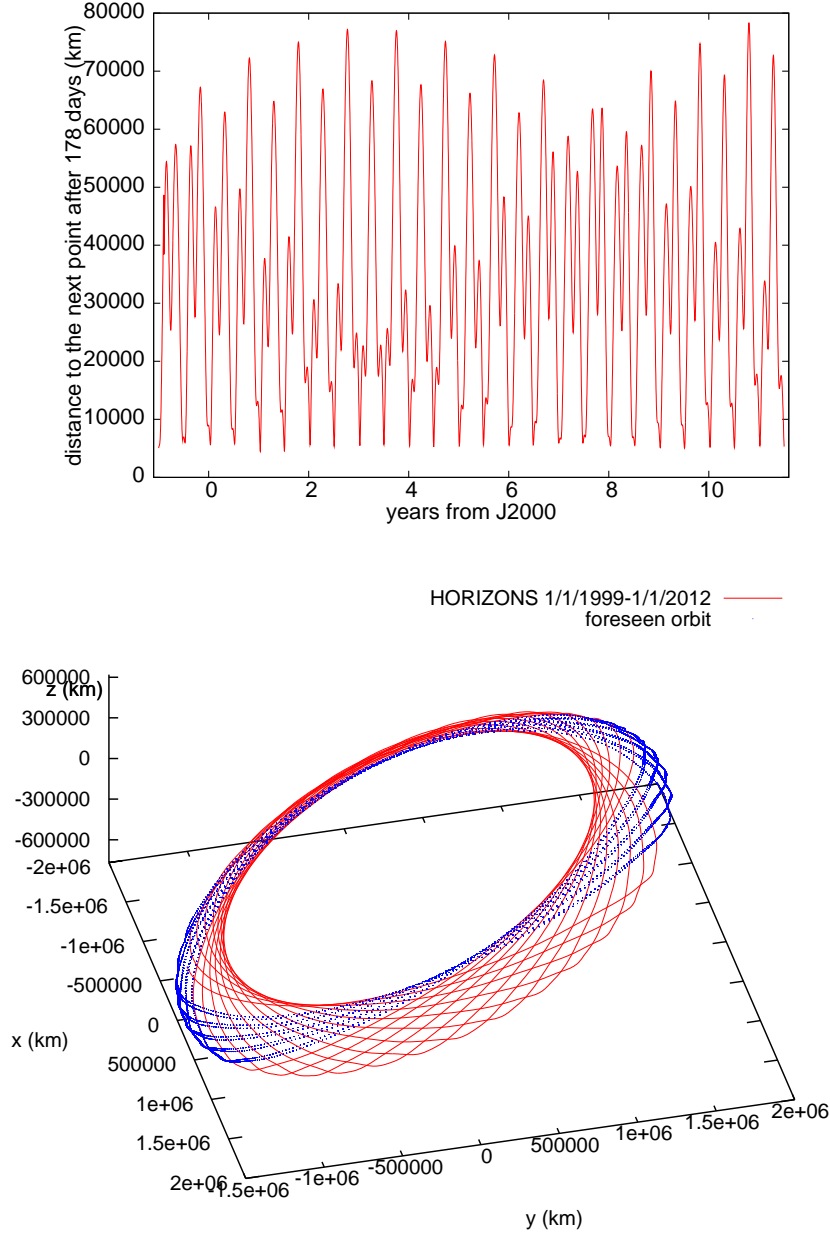 80000
70000
60000
50000
40000
30000
20000
10000
0
distance to the next point after 178 days (km)
0 2 4 6 8 10
years from J2000
HORIZONS 1/1/1999-1/1/2012
foreseen orbit
600000
z (km)
300000
0
-300000
-600000
-2e+06
-1.5e+06
-1e+06
-500000
0
500000
1e+06
1.5e+06
2e+06
x (km)
-1.5e+06
-1e+06
-500000
0
500000
1e+06
1.5e+06
2e+06
y (km)